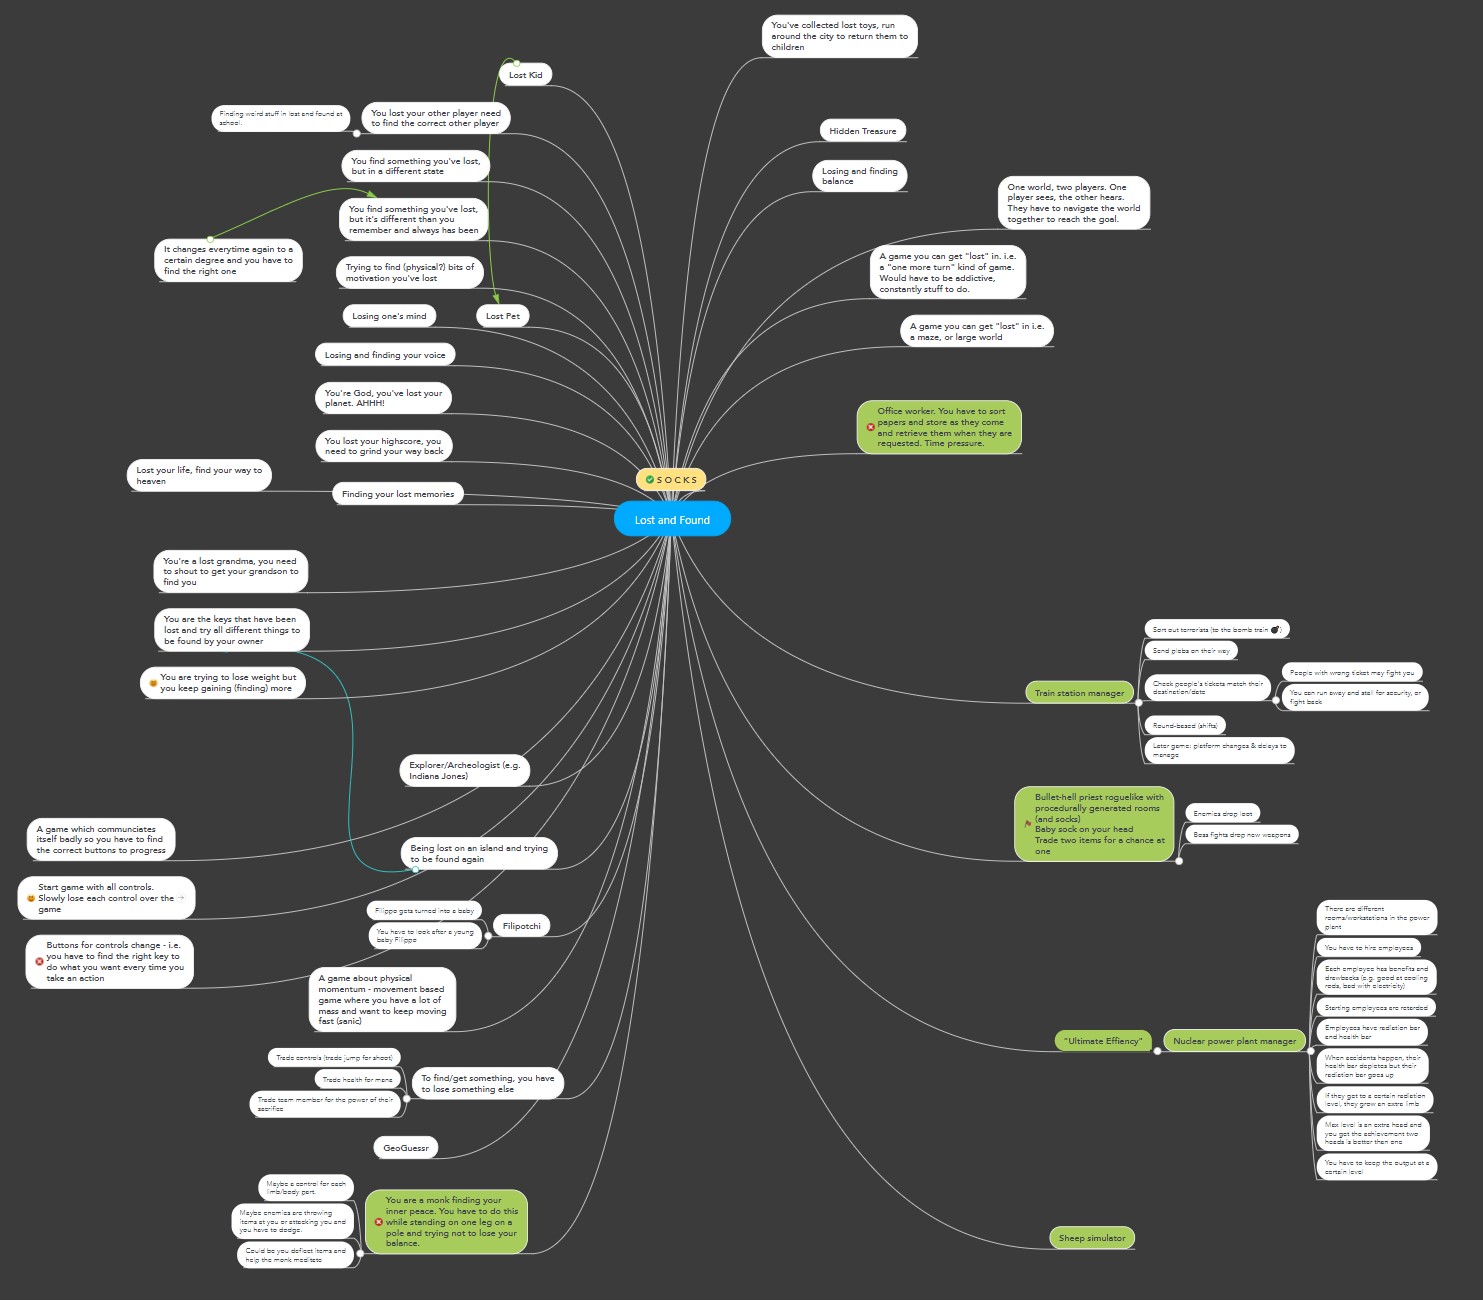 You've collected lost toys, run
around the city to return them to
children
Lost Kid
Finding weird stuff in lost and found at
school.
You lost your other player need
to find the correct other player
Hidden Treasure
You find something you've lost,
but in a different state
Losing and finding
balance
One world, two players. One
player sees, the other hears.
They have to navigate the world
together to reach the goal.
You find something you've lost,
but it's different than you
remember and always has been
It changes everytime again to a
certain degree and you have to
find the right one
A game you can get "lost" in. i.e.
a "one more turn" kind of game.
Would have to be addictive,
constantly stuff to do.
Trying to find (physical?) bits of
motivation you've lost
Losing one's mind
Lost Pet
A game you can get "lost" in i.e.
a maze, or large world
Losing and finding your voice
You're God, you've lost your
planet. AHHH!
Office worker. You have to sort
papers and store as they come
and retrieve them when they are
requested. Time pressure.
You lost your highscore, you
need to grind your way back
Lost your life, find your way to
heaven
Finding your lost memories
S O C K S
Lost and Found
You're a lost grandma, you need
to shout to get your grandson to
find you
You are the keys that have been
lost and try all different things to
be found by your owner
You are trying to lose weight but
you keep gaining (finding) more
Train station manager
Sort out terrorists (to the bomb train 💣)
Send plebs on their way
Check people's tickets match their
destination/date
People with wrong ticket may fight you
You can run away and stall for security, or
fight back
Round-based (shifts)
Later game: platform changes & delays to
manage
Explorer/Archeologist (e.g.
Indiana Jones)
A game which communciates
itself badly so you have to find
the correct buttons to progress
Being lost on an island and trying
to be found again
Bullet-hell priest roguelike with
procedurally generated rooms
(and socks)
Baby sock on your head
Trade two items for a chance at
one
Enemies drop loot
Boss fights drop new weapons
Start game with all controls.
Slowly lose each control over the
game
Filippo gets turned into a baby
You have to look after a young
baby Filippo
Filipotchi
Buttons for controls change - i.e.
you have to find the right key to
do what you want every time you
take an action
A game about physical
momentum - movement based
game where you have a lot of
mass and want to keep moving
fast (sanic)
"Ultimate Effiency"
Nuclear power plant manager
There are different
rooms/workstations in the power
plant
You have to hire employees
Each employee has benefits and
drawbacks (e.g. good at cooling
rods, bad with electricity)
Starting employees are retarded
Employees have radiation bar
and health bar
When accidents happen, their
health bar depletes but their
radiation bar goes up
If they get to a certain radiation
level, they grow an extra limb
Max level is an extra head and
you get the achievement two
heads is better than one
You have to keep the output at a
certain level
Trade controls (trade jump for shoot)
Trade health for mana
Trade team member for the power of their
sacrifice
To find/get something, you have
to lose something else
GeoGuessr
Maybe a control for each
limb/body part.
Maybe enemies are throwing
items at you or attacking you and
you have to dodge.
Could be you deflect items and
help the monk meditate
You are a monk finding your
inner peace. You have to do this
while standing on one leg on a
pole and trying not to lose your
balance.
Sheep simulator